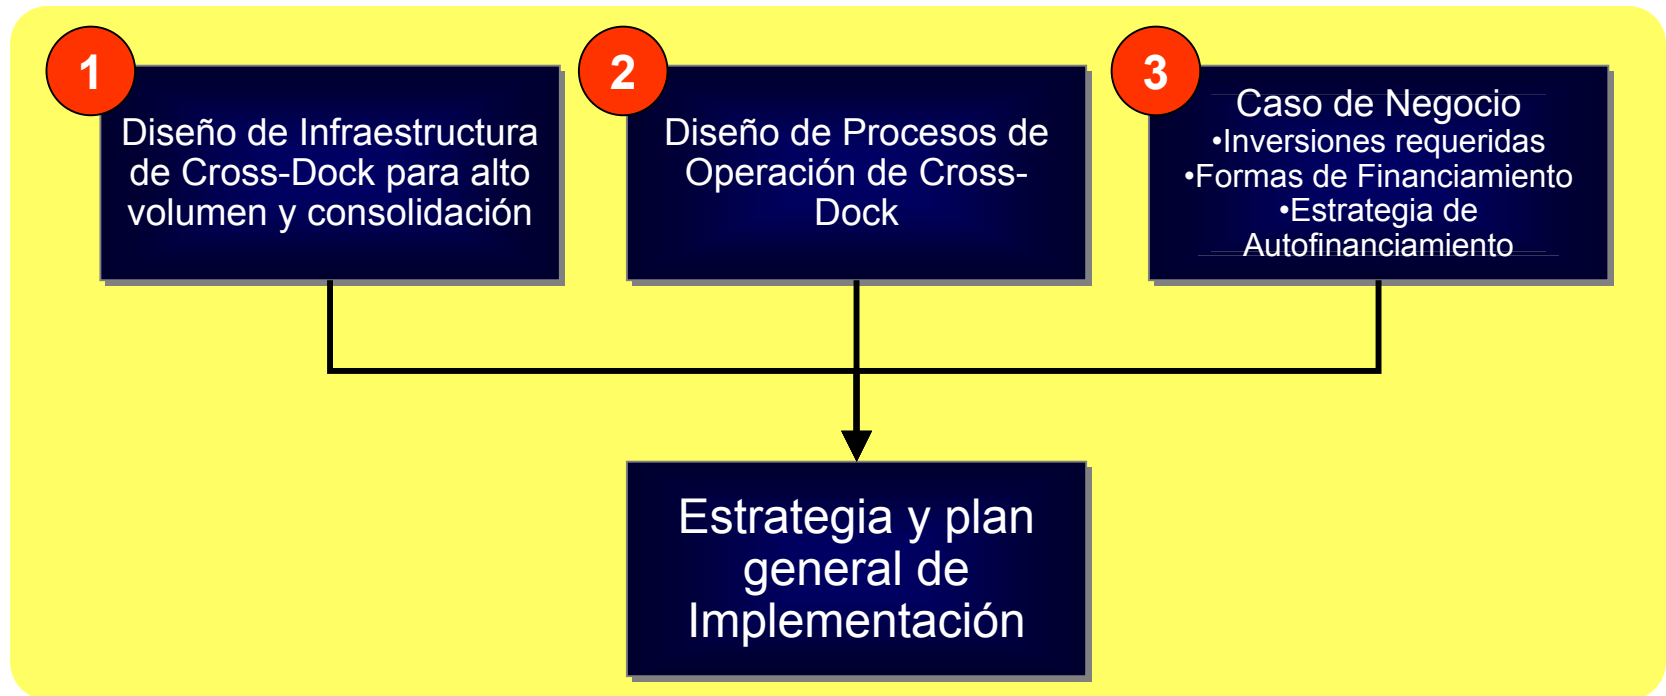 1
Diseño de Infraestructura
de Cross-Dock para alto
volumen y consolidación
2
Diseño de Procesos de
Operación de Cross-
Dock
3
Caso de Negocio
•Inversiones requeridas
•Formas de Financiamiento
•Estrategia de
Autofinanciamiento
Estrategia y plan
general de
Implementación